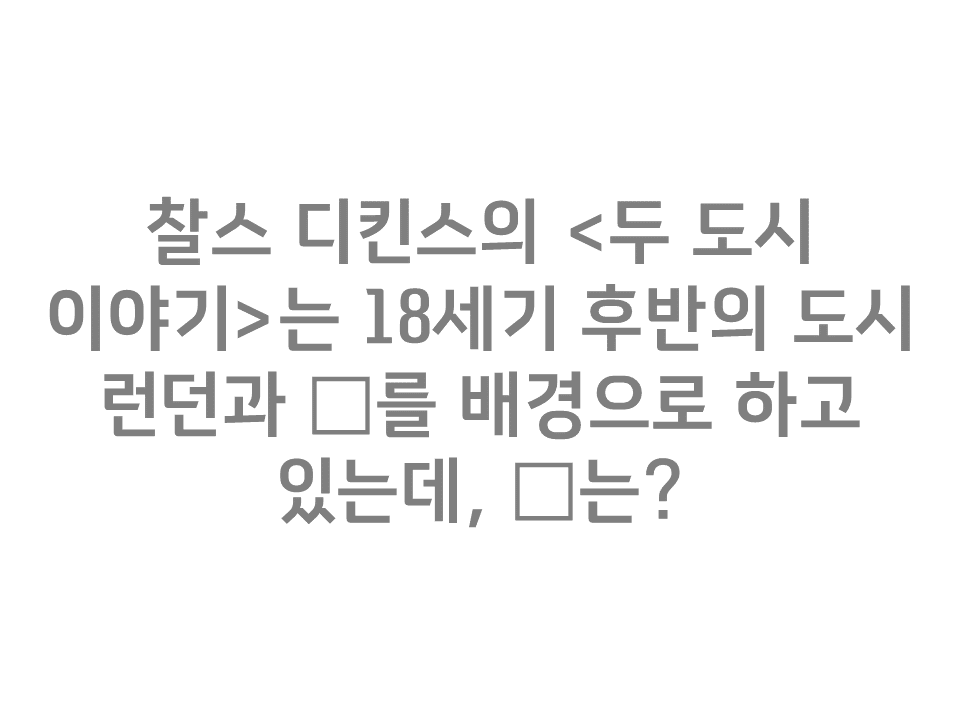 찰스 디킨스의 <두 도시
이야기>는 18세기 후반의 도시
런던과 □를 배경으로 하고
있는데, □는?